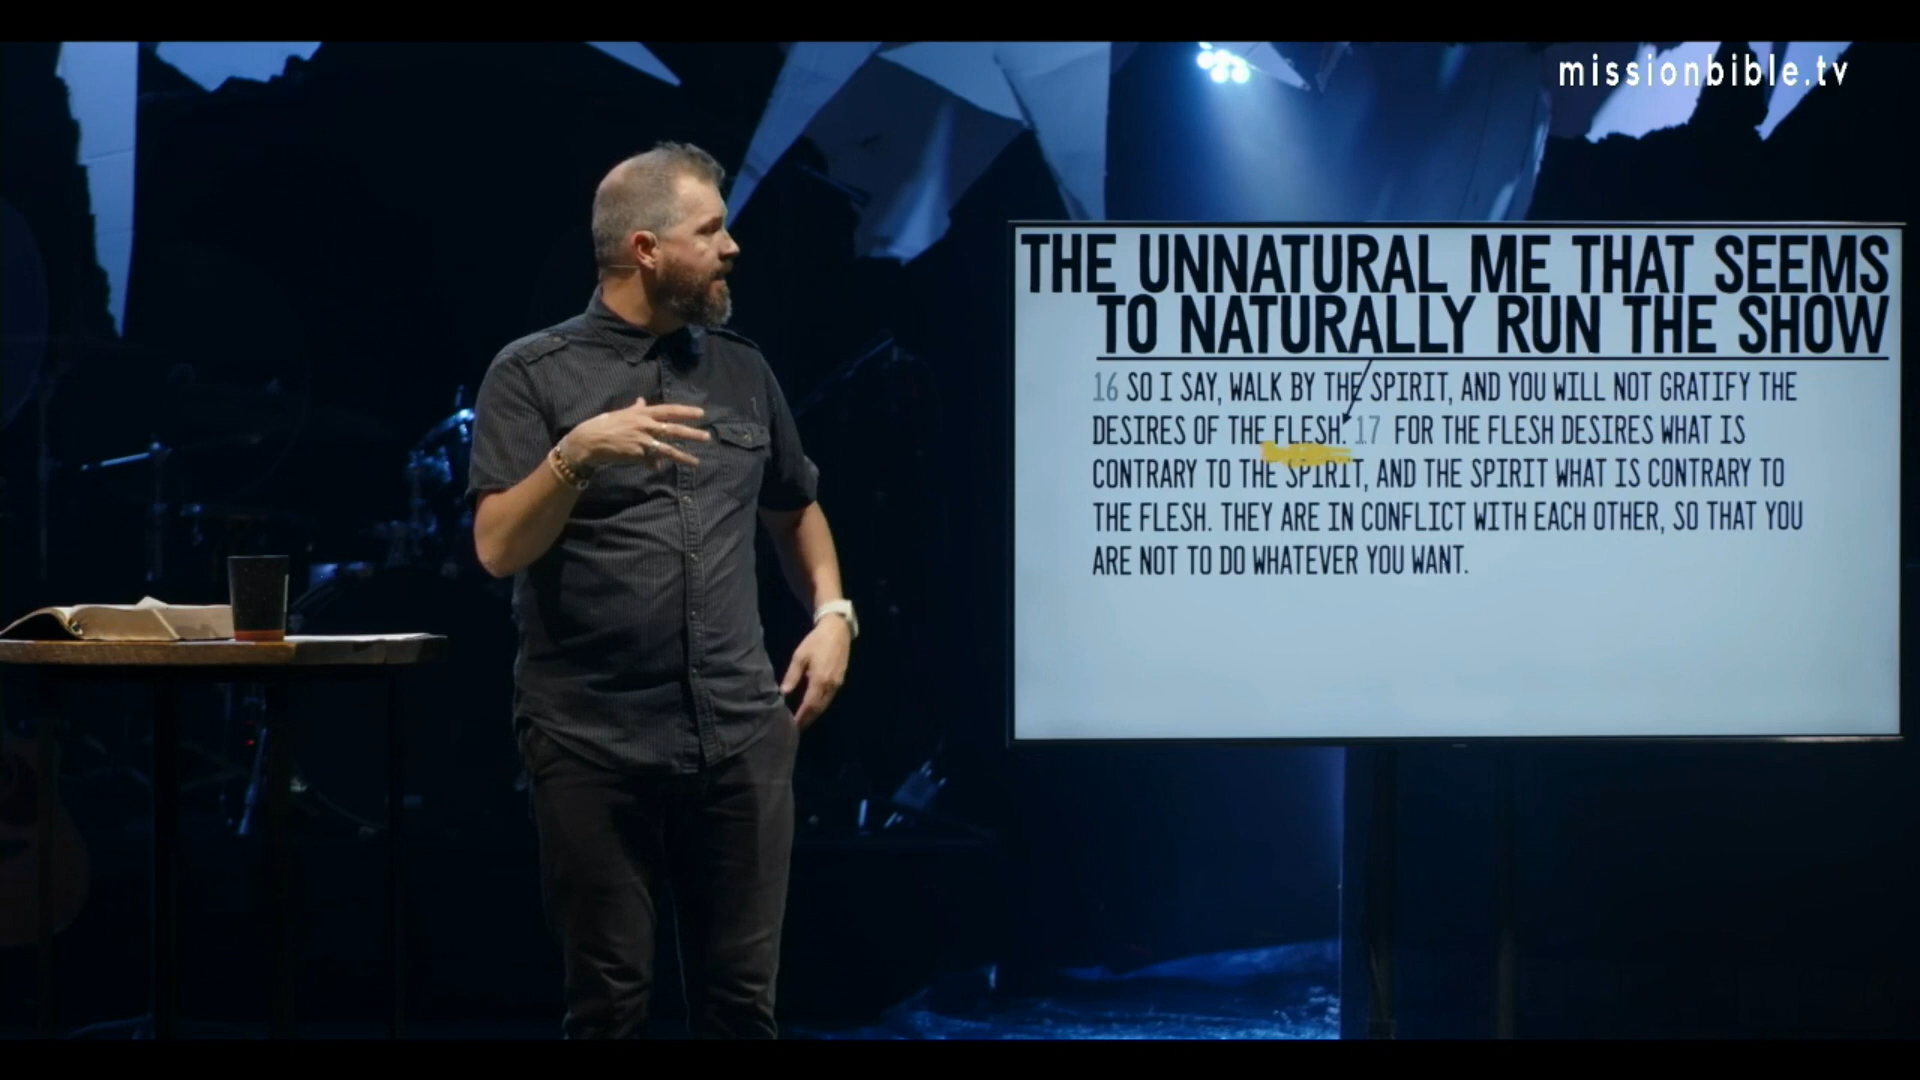 missionbible.tv
THE UNNATURAL ME THAT SEEMS
TO NATURALLY RUN THE SHOW
16 SO I SAY, WALK BY THE SPIRIT, AND YOU WILL NOT GRATIFY THE
DESIRES OF THE FLESH. 17 FOR THE FLESH DESIRES WHAT IS
CONTRARY TO THE SPIRIT, AND THE SPIRIT WHAT IS CONTRARY TO
THE FLESH. THEY ARE IN CONFLICT WITH EACH OTHER, SO THAT YOU
ARE NOT TO DO WHATEVER YOU WANT.